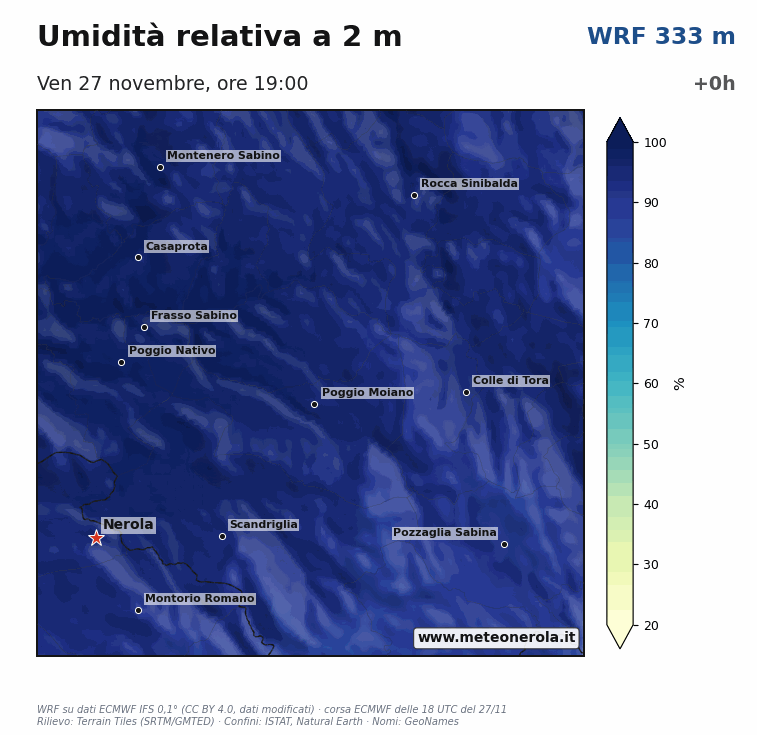 Umidità relativa a 2 m
WRF 333 m
Ven 27 novembre, ore 19:00
+0h
Montenero Sabino
Rocca Sinibalda
Casaprota
Frasso Sabino
Poggio Nativo
Poggio Moiano
Colle di Tora
Nerola
Scandriglia
Pozzaglia Sabina
Montorio Romano
www.meteonerola.it
100
90
80
70
60
50
40
30
20
%
WRF su dati ECMWF IFS 0,1° (CC BY 4.0, dati modificati) · corsa ECMWF delle 18 UTC del 27/11
Rilievo: Terrain Tiles (SRTM/GMTED) · Confini: ISTAT, Natural Earth · Nomi: GeoNames